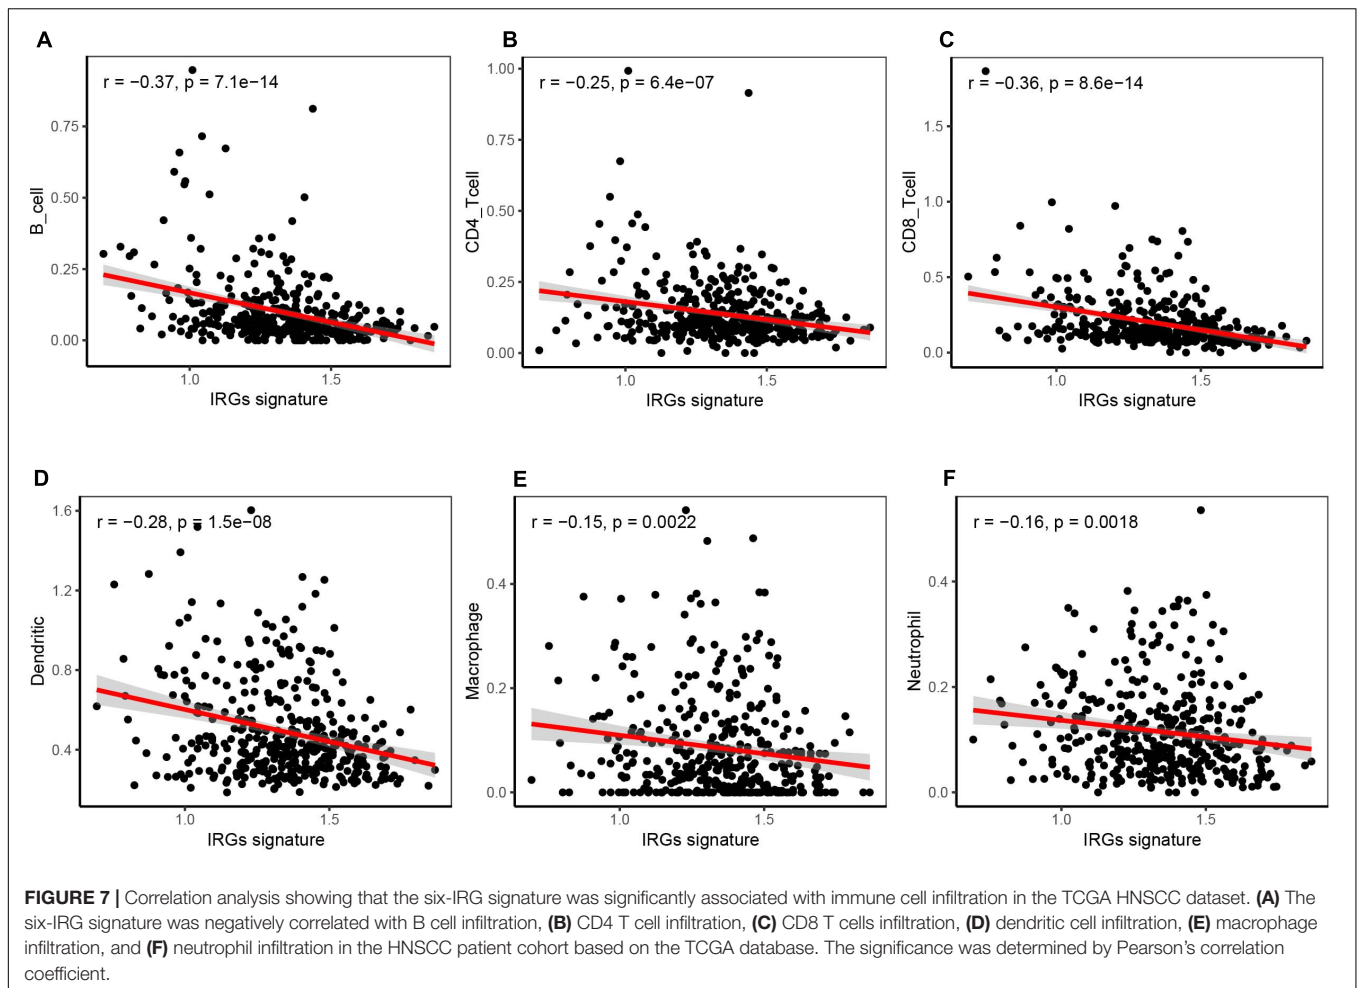 A
r = −0.37, p = 7.1e−14
B_cell
0.75
0.50
0.25
0.00
1.0 1.5
IRGs signature
B
r = −0.25, p = 6.4e−07
CD4_Tcell
1.00
0.75
0.50
0.25
0.00
1.0 1.5
IRGs signature
C
r = −0.36, p = 8.6e−14
CD8_Tcell
1.5
1.0
0.5
0.0
1.0 1.5
IRGs signature
D
r = −0.28, p = 1.5e−08
Dendritic
1.6
1.2
0.8
0.4
1.0 1.5
IRGs signature
E
r = −0.15, p = 0.0022
Macrophage
0.4
0.2
0.0
1.0 1.5
IRGs signature
F
r = −0.16, p = 0.0018
Neutrophil
0.4
0.2
0.0
1.0 1.5
IRGs signature
FIGURE 7 | Correlation analysis showing that the six-IRG signature was significantly associated with immune cell infiltration in the TCGA HNSCC dataset. (A) The
six-IRG signature was negatively correlated with B cell infiltration, (B) CD4 T cell infiltration, (C) CD8 T cells infiltration, (D) dendritic cell infiltration, (E) macrophage
infiltration, and (F) neutrophil infiltration in the HNSCC patient cohort based on the TCGA database. The significance was determined by Pearson's correlation
coefficient.